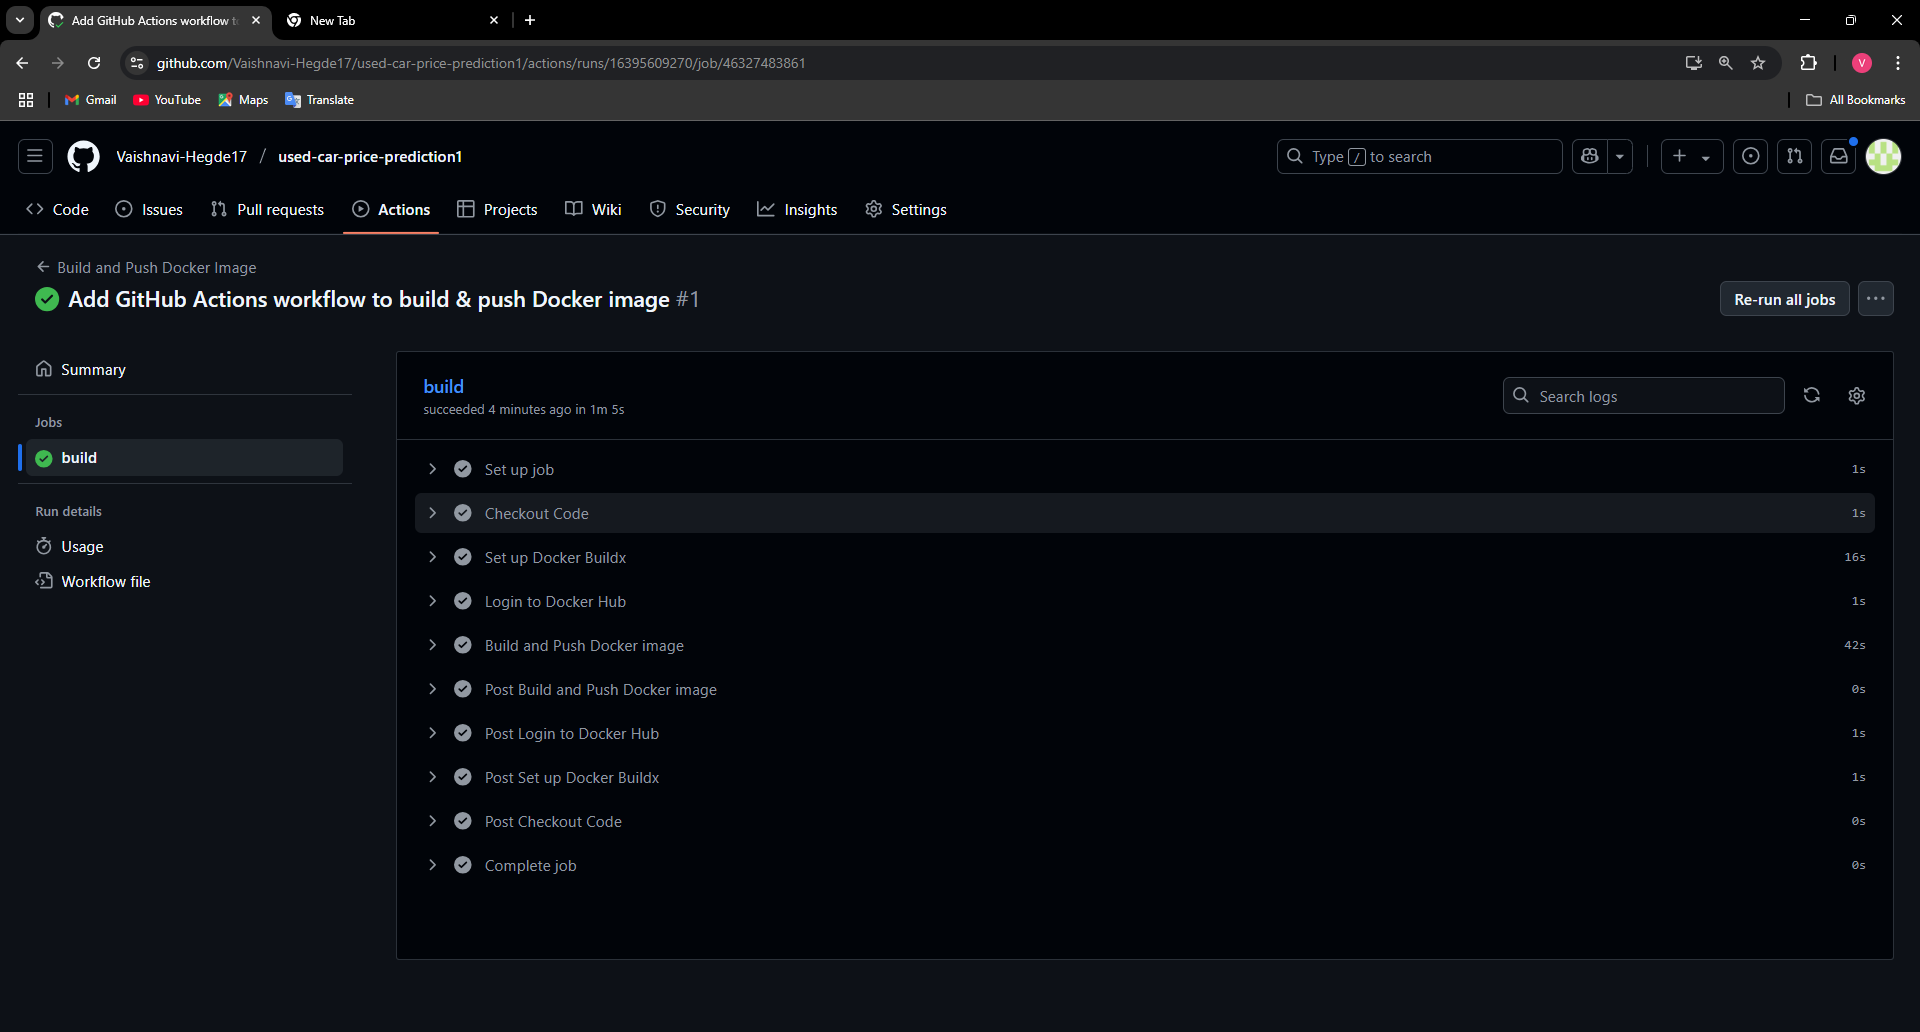 Add GitHub Actions workflow to
New Tab
github.com/Vaishnavi-Hegde17/used-car-price-prediction1/actions/runs/16395609270/job/46327483861
V
Gmail
YouTube
Maps
Translate
All Bookmarks
Vaishnavi-Hegde17 / used-car-price-prediction1
Type / to search
Code
Issues
Pull requests
Actions
Projects
Wiki
Security
Insights
Settings
Build and Push Docker Image
Add GitHub Actions workflow to build & push Docker image #1
Re-run all jobs
Summary
Jobs
build
Run details
Usage
Workflow file
build
succeeded 4 minutes ago in 1m 5s
Search logs
Set up job 1s
Checkout Code 1s
Set up Docker Buildx 16s
Login to Docker Hub 1s
Build and Push Docker image 42s
Post Build and Push Docker image 0s
Post Login to Docker Hub 1s
Post Set up Docker Buildx 1s
Post Checkout Code 0s
Complete job 0s